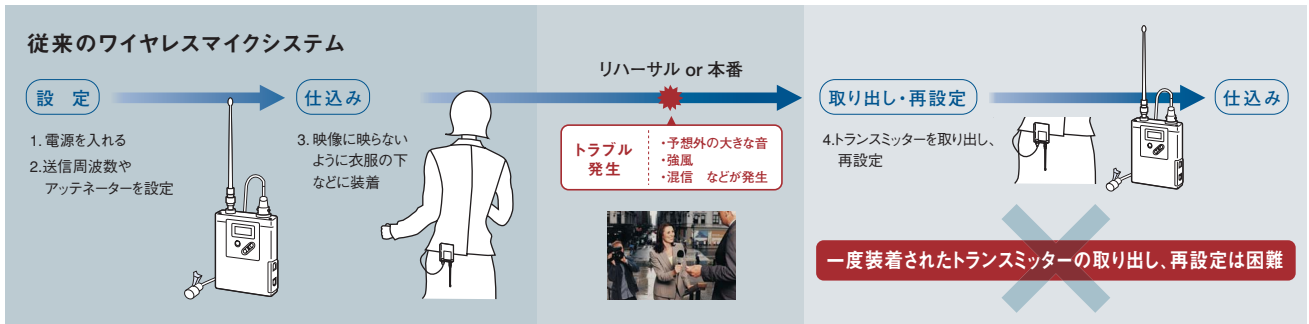 従来のワイヤレスマイクシステム
設 定
1. 電源を入れる
2.送信周波数や
アッテネーターを設定
仕込み
3. 映像に映らない
ように衣服の下
などに装着
リハーサル or 本番
トラブル
発生
・予想外の大きな音
・強風
・混信 などが発生
取り出し・再設定
4.トランスミッターを取り出し、
再設定
仕込み
一度装着されたトランスミッターの取り出し、再設定は困難